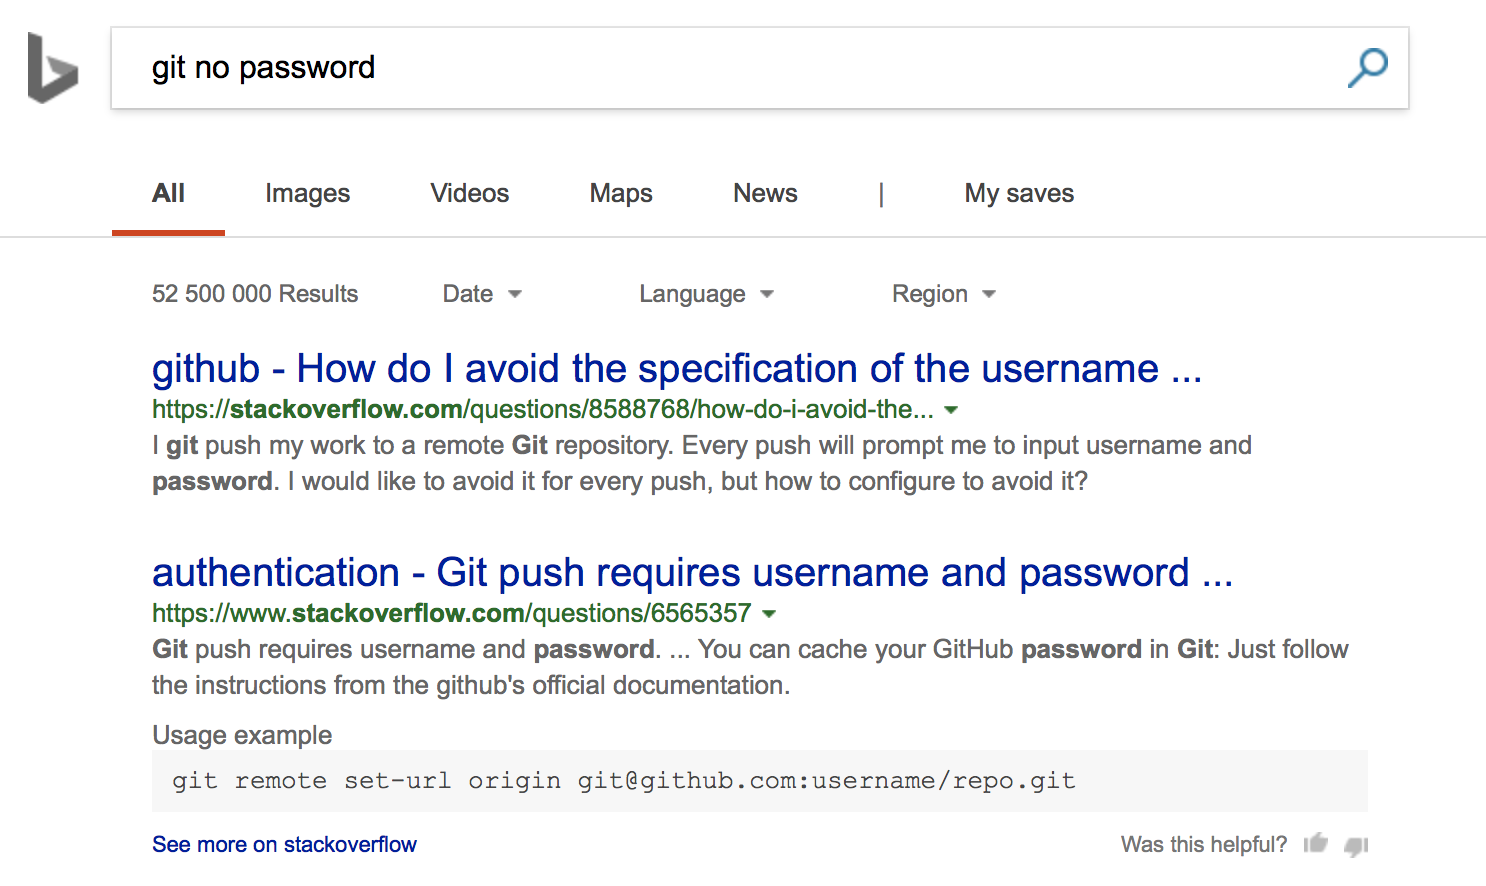 git no password
All Images Videos Maps News | My saves
52 500 000 Results Date Language Region
github - How do I avoid the specification of the username ...
https://stackoverflow.com/questions/8588768/how-do-i-avoid-the...
I git push my work to a remote Git repository. Every push will prompt me to input username and
password. I would like to avoid it for every push, but how to configure to avoid it?
authentication - Git push requires username and password ...
https://www.stackoverflow.com/questions/6565357
Git push requires username and password. ... You can cache your GitHub password in Git: Just follow
the instructions from the github's official documentation.
Usage example
git remote set-url origin git@github.com:username/repo.git
See more on stackoverflow Was this helpful?